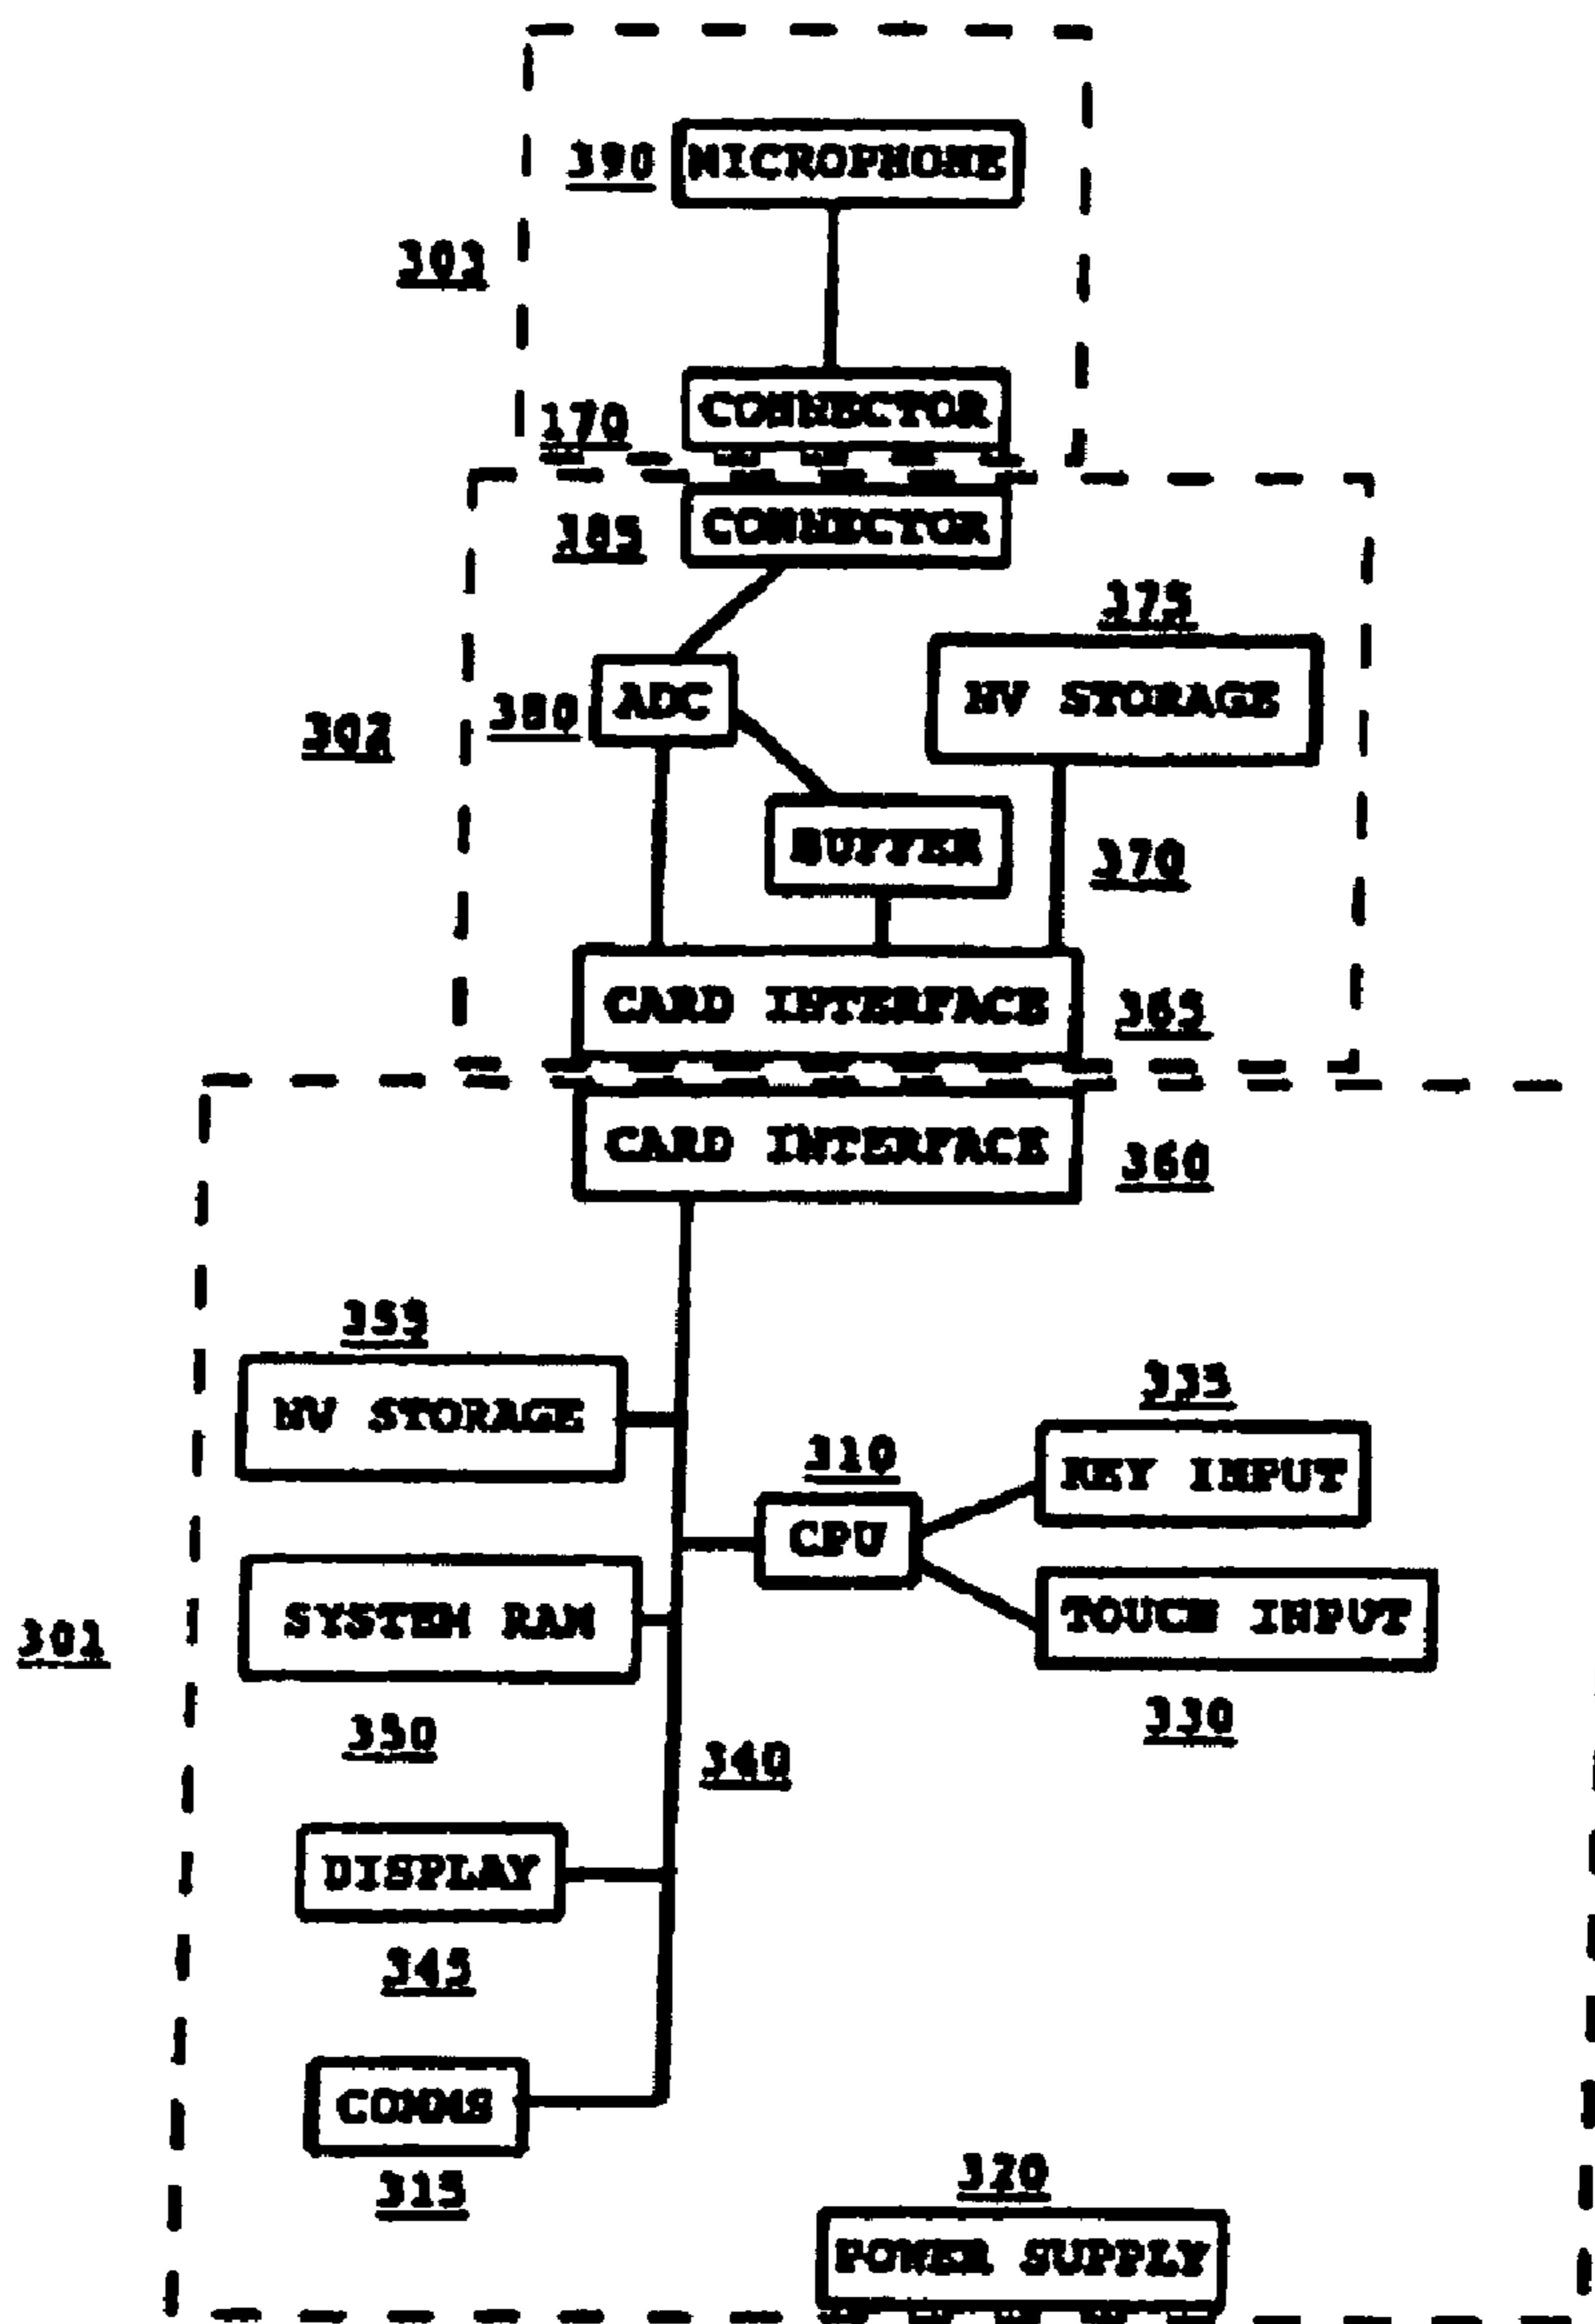 390 MICROPHONE
303
CONNECTOR
170
CONNECTOR
185
375
ADC
NV STORAGE
380
302
BUFFER
370
CARD INTERFACE
365
CARD INTERFACE
360
355
NV STORAGE
335
KEY INPUT
310
CPU
SYSTEM RAM
TOUCH INPUT
301
350
330
340
DISPLAY
345
COMMS
315
320
POWER SUPPLY